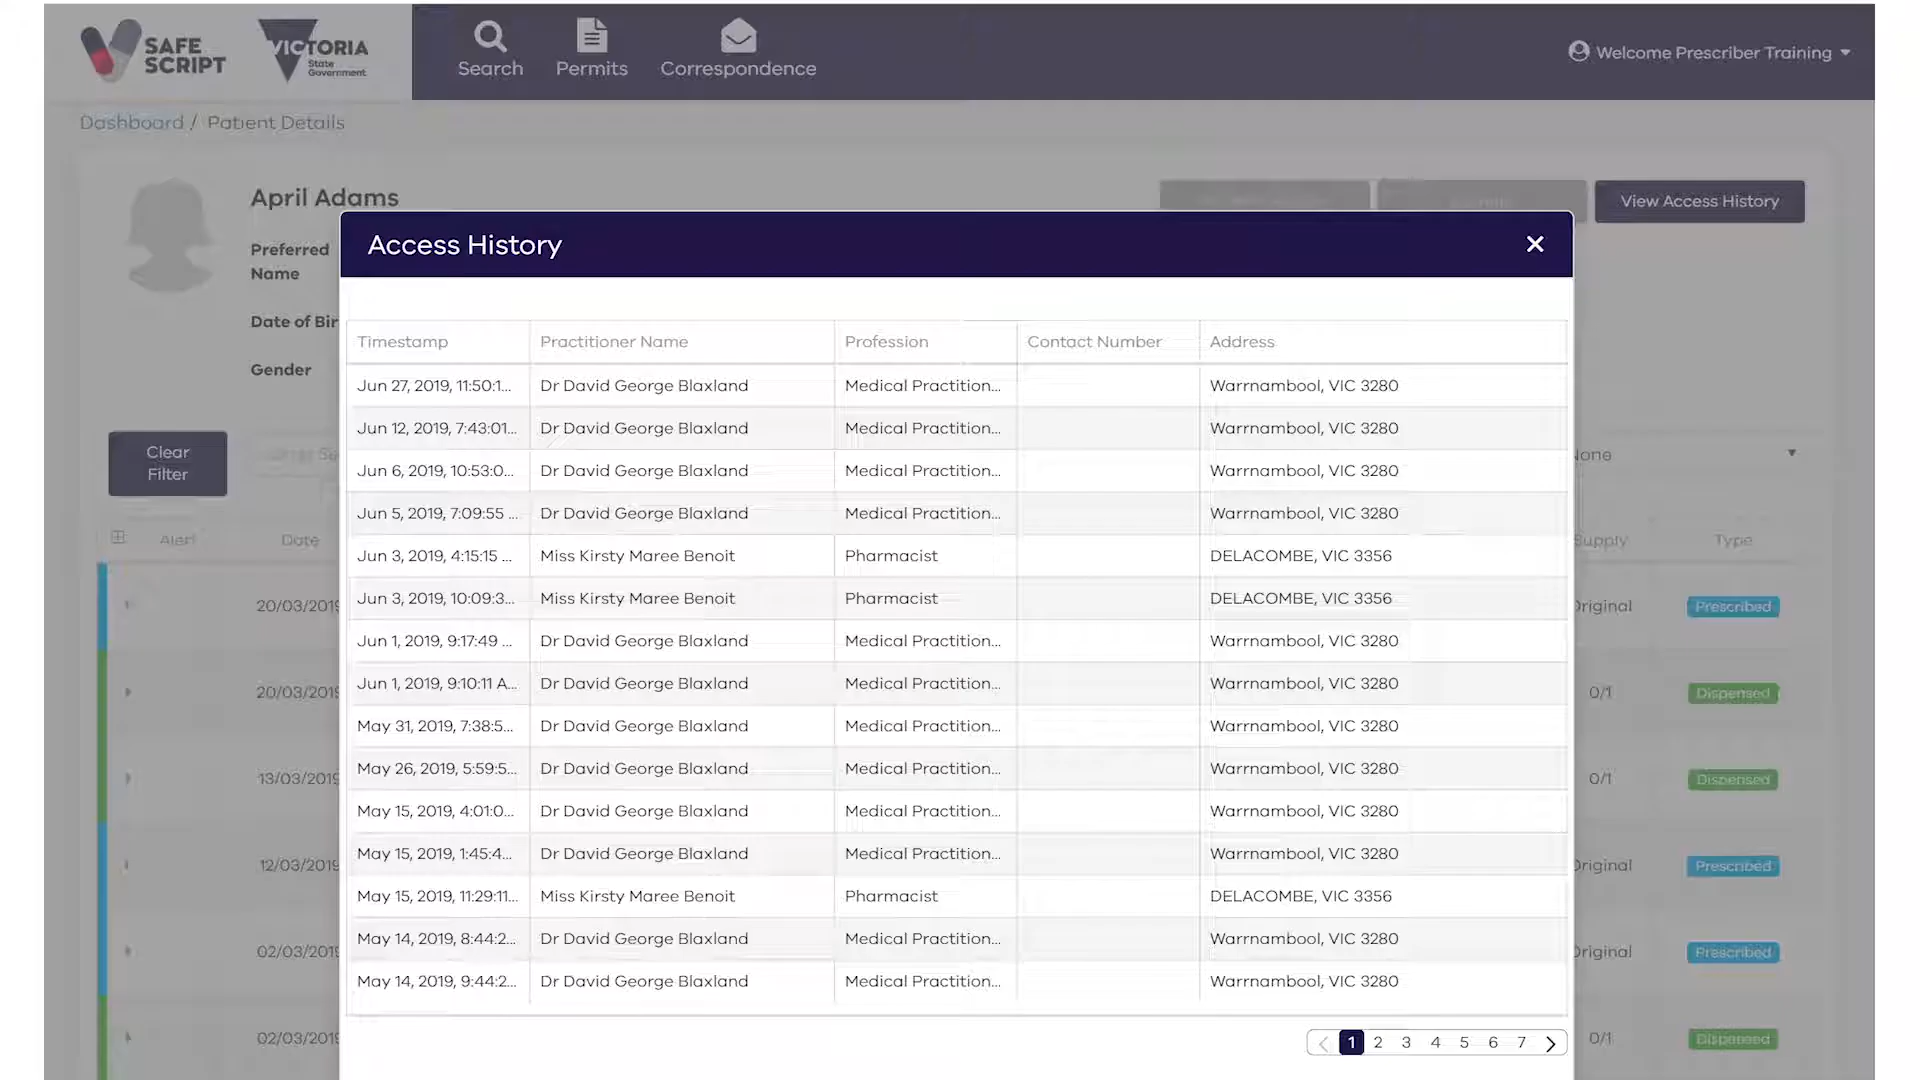 SAFE
SCRIPT
VICTORIA
State
Government
Search
Permits
Correspondence
Welcome Prescriber Training
Dashboard / Patient Details
April Adams
View Access History
Preferred
Name
Date of Bir
Gender
Clear
Filter
Access History
Timestamp Practitioner Name Profession Contact Number Address
Jun 27, 2019, 11:50:1... Dr David George Blaxland Medical Practition... Warrnambool, VIC 3280
Jun 12, 2019, 7:43:01... Dr David George Blaxland Medical Practition... Warrnambool, VIC 3280
Jun 6, 2019, 10:53:0... Dr David George Blaxland Medical Practition... Warrnambool, VIC 3280
Jun 5, 2019, 7:09:55 ... Dr David George Blaxland Medical Practition... Warrnambool, VIC 3280
Jun 3, 2019, 4:15:15 ... Miss Kirsty Maree Benoit Pharmacist DELACOMBE, VIC 3356
Jun 3, 2019, 10:09:3... Miss Kirsty Maree Benoit Pharmacist DELACOMBE, VIC 3356
Jun 1, 2019, 9:17:49 ... Dr David George Blaxland Medical Practition... Warrnambool, VIC 3280
Jun 1, 2019, 9:10:11 A... Dr David George Blaxland Medical Practition... Warrnambool, VIC 3280
May 31, 2019, 7:38:5... Dr David George Blaxland Medical Practition... Warrnambool, VIC 3280
May 26, 2019, 5:59:5... Dr David George Blaxland Medical Practition... Warrnambool, VIC 3280
May 15, 2019, 4:01:0... Dr David George Blaxland Medical Practition... Warrnambool, VIC 3280
May 15, 2019, 1:45:4... Dr David George Blaxland Medical Practition... Warrnambool, VIC 3280
May 15, 2019, 11:29:11... Miss Kirsty Maree Benoit Pharmacist DELACOMBE, VIC 3356
May 14, 2019, 8:44:2... Dr David George Blaxland Medical Practition... Warrnambool, VIC 3280
May 14, 2019, 9:44:2... Dr David George Blaxland Medical Practition... Warrnambool, VIC 3280
1 2 3 4 5 6 7
None
Alert Date Supply Type
20/03/2019 Original Prescribed
20/03/2019 0/1 Dispensed
13/03/2019 0/1 Dispensed
12/03/2019 Original Prescribed
02/03/2019 Original Prescribed
02/03/2019 0/1 Dispensed